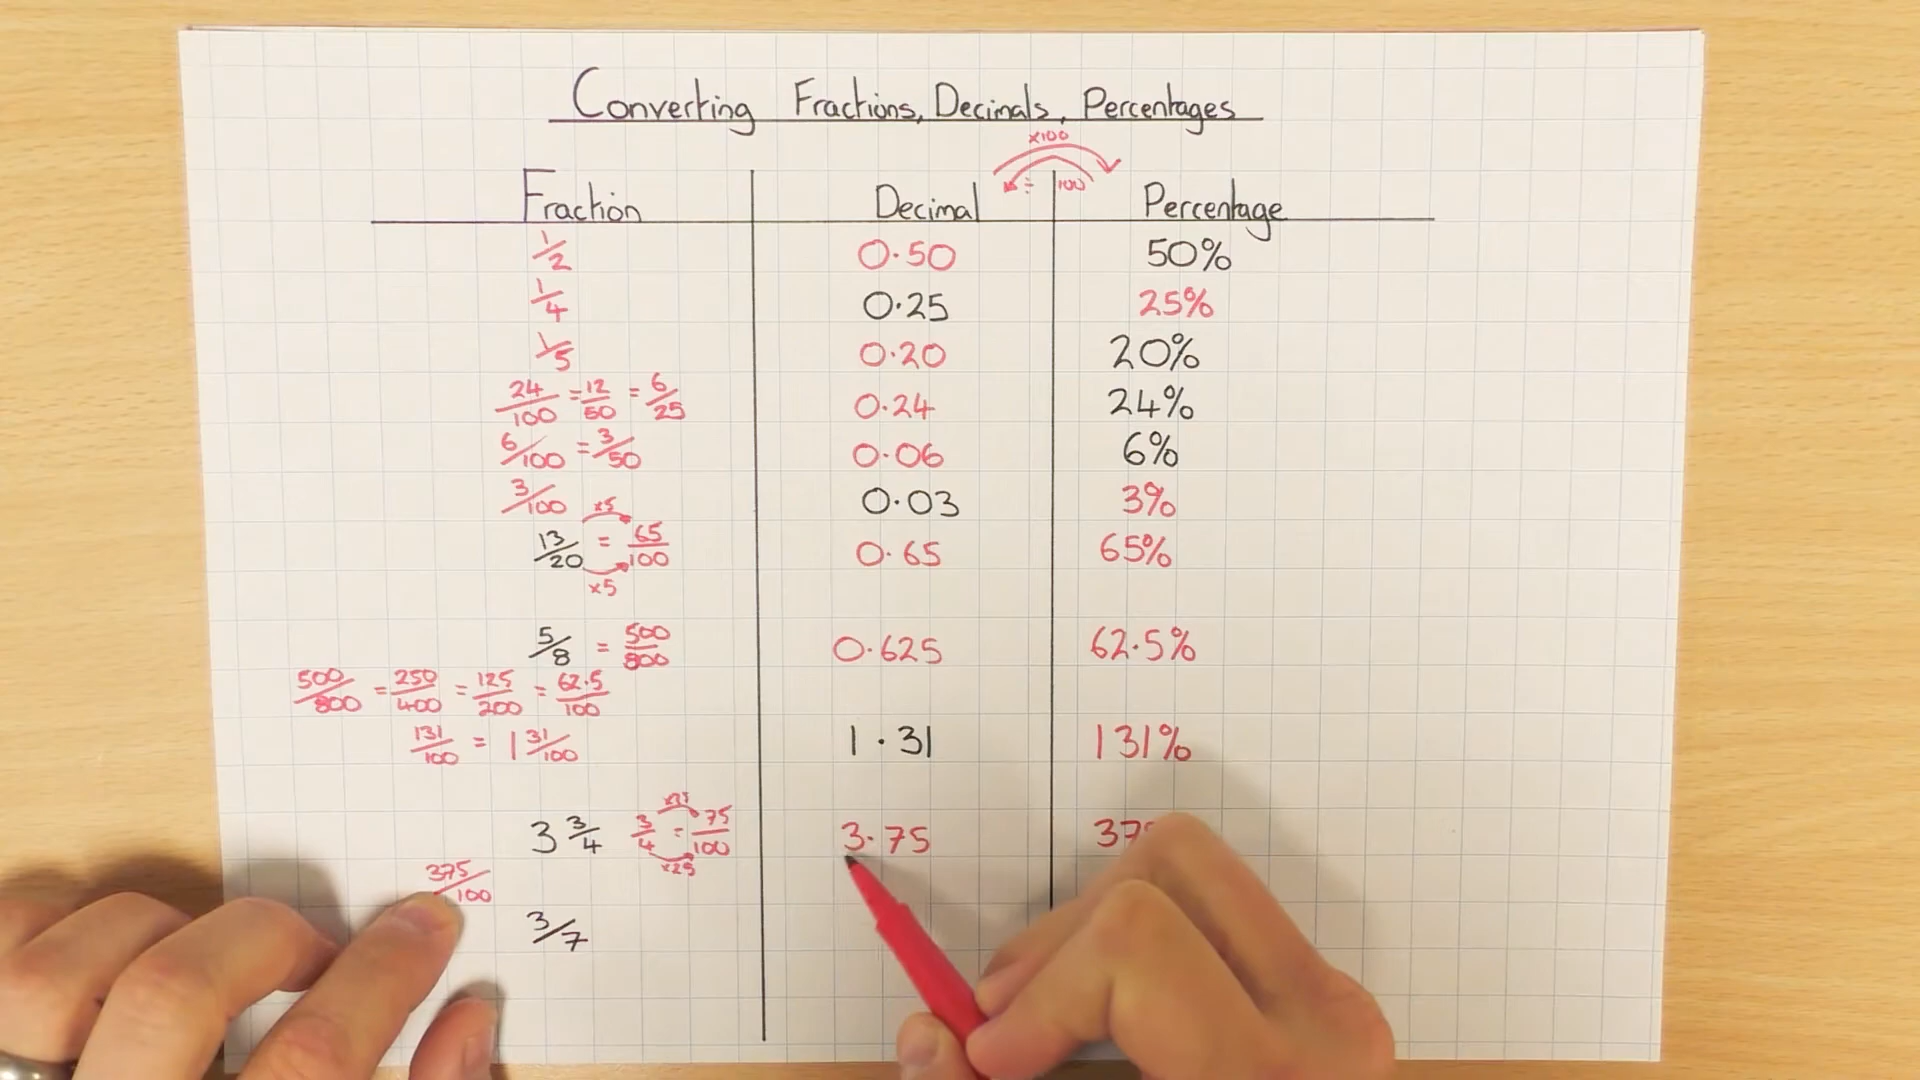 Converting Fractions, Decimals, Percentages
×100
÷ 100
Fraction Decimal Percentage
1/2 0.50 50%
1/4 0.25 25%
1/5 0.20 20%
24/100 = 12/50 = 6/25 0.24 24%
6/100 = 3/50 0.06 6%
3/100 0.03 3%
×5
13/20 = 65/100 0.65 65%
×5
5/8 = 500/800 0.625 62.5%
500/800 = 250/400 = 125/200 = 62.5/100
131/100 = 1 31/100 1.31 131%
3 3/4 3/4 = 75/100 3.75
×25
375/100
3/7